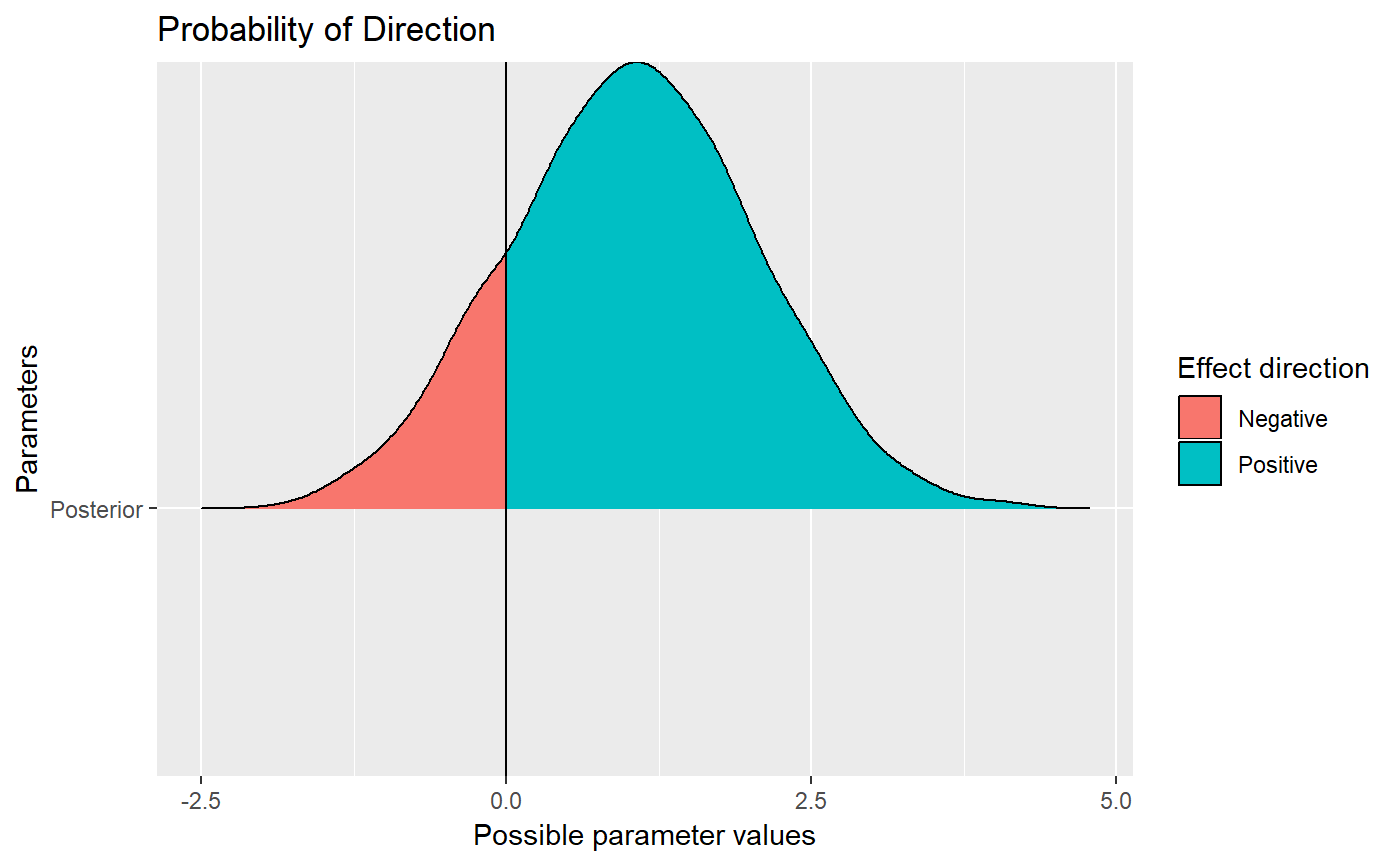 Probability of Direction
Parameters
Posterior
-2.5
0.0
2.5
5.0
Possible parameter values
Effect direction
Negative
Positive